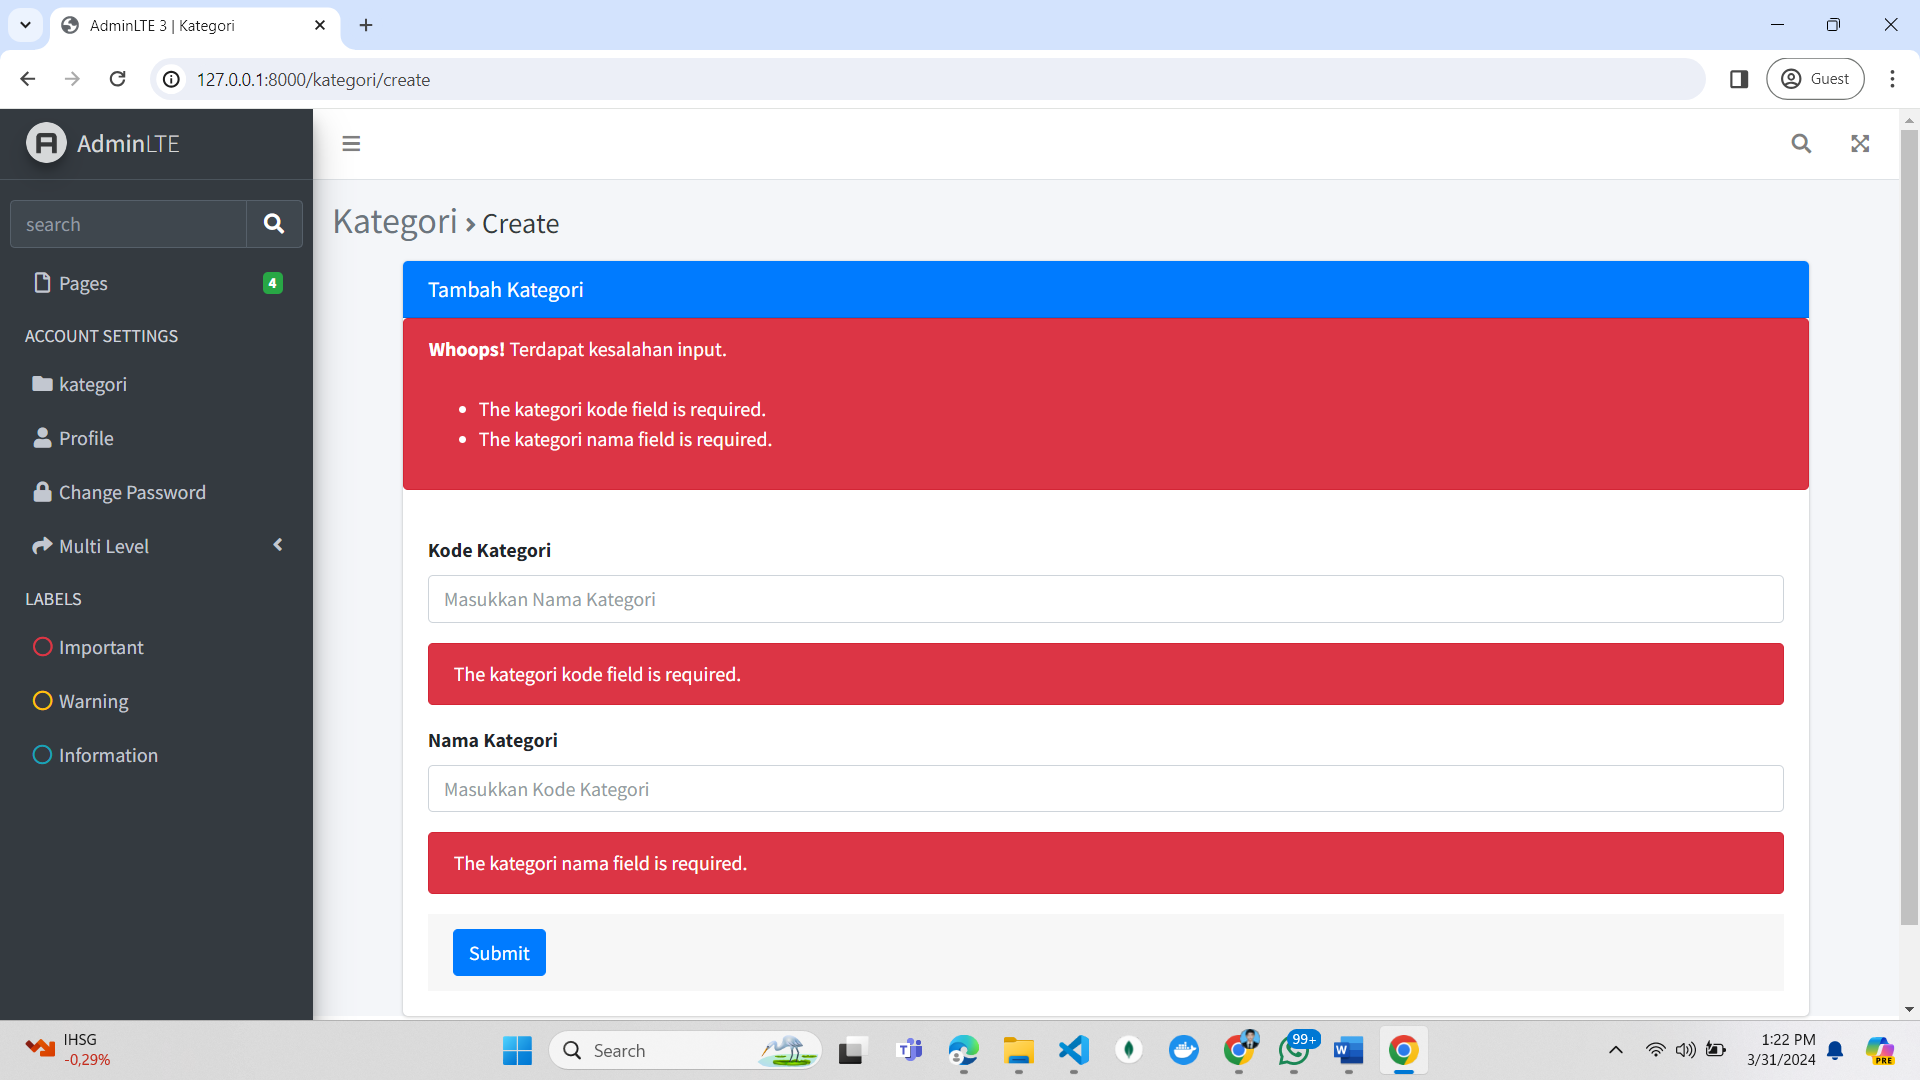 AdminLTE 3 | Kategori
127.0.0.1:8000/kategori/create
Guest
AdminLTE
search
Pages
4
ACCOUNT SETTINGS
kategori
Profile
Change Password
Multi Level
LABELS
Important
Warning
Information
Kategori › Create
Tambah Kategori
Whoops! Terdapat kesalahan input.
• The kategori kode field is required.
• The kategori nama field is required.
Kode Kategori
Masukkan Nama Kategori
The kategori kode field is required.
Nama Kategori
Masukkan Kode Kategori
The kategori nama field is required.
Submit
IHSG
-0,29%
Search
99+
1:22 PM
3/31/2024
PRE